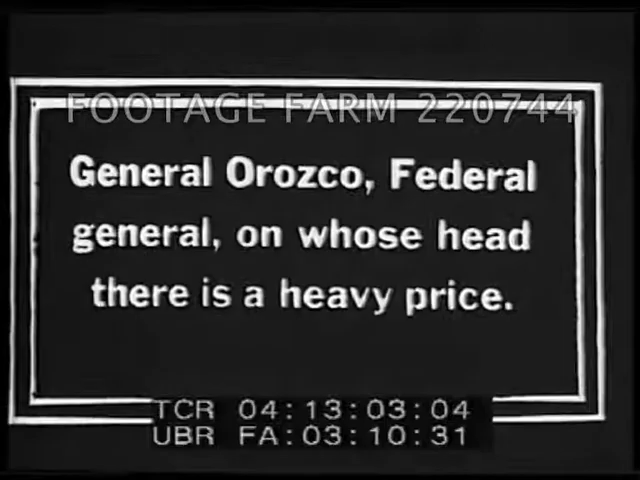 FOOTAGE FARM 220744
General Orozco, Federal
general, on whose head
there is a heavy price.
TCR 04:13:03:04
UBR FA:03:10:31